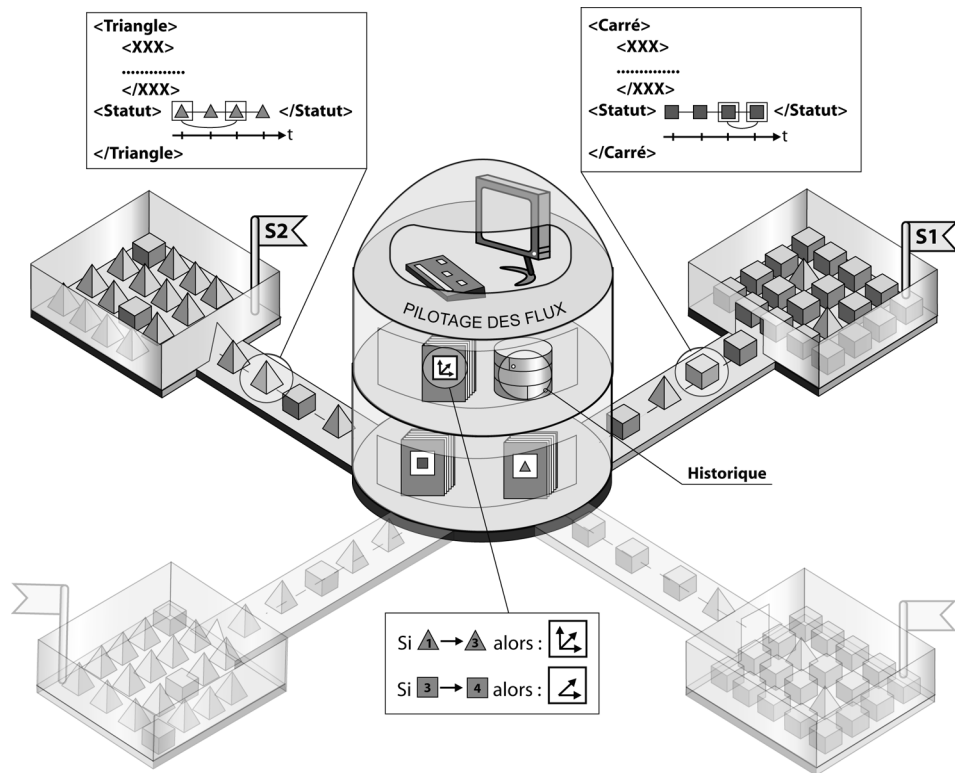 <Triangle>
<XXX>
..............
</XXX>
<Statut> </Statut>
t
</Triangle>
<Carré>
<XXX>
..............
</XXX>
<Statut> </Statut>
t
</Carré>
S2
S1
PILOTAGE DES FLUX
Historique
Si 1 → 3 alors :
Si 3 → 4 alors :